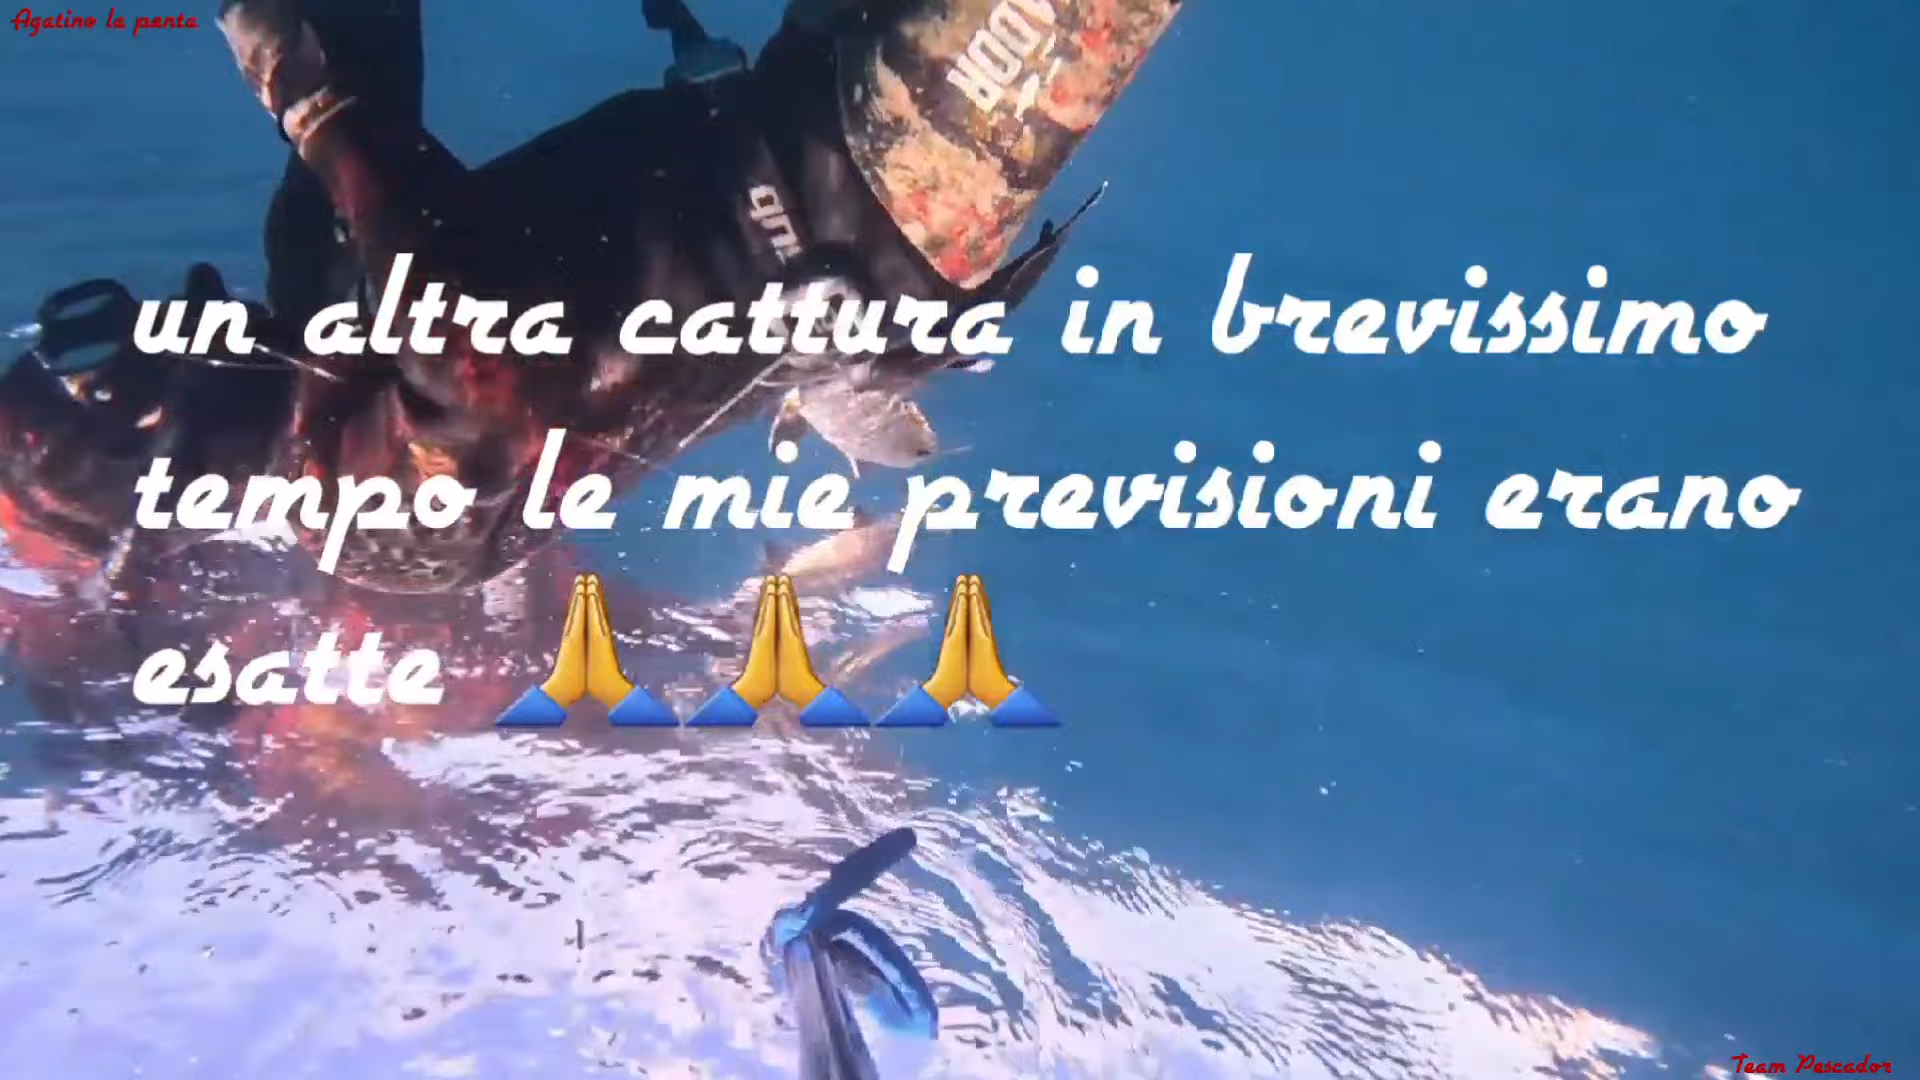 Agatino la penta
un altra cattura in brevissimo
tempo le mie previsioni erano
esatte 🙏🙏🙏
Team Pescador